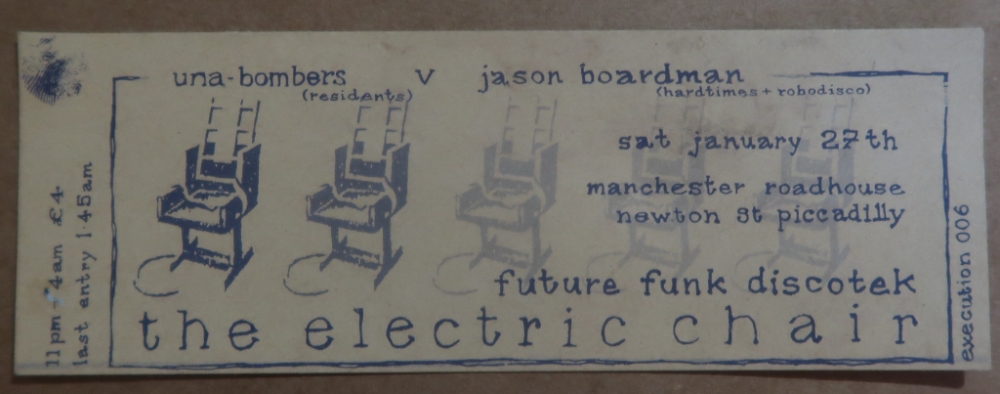 una-bombers v jason boardman
(residents) (hardtimes + robodisco)
sat january 27th
manchester roadhouse
newton st piccadilly
future funk discotek
the electric chair
11pm - 4am £4
last entry 1.45am
execution 006